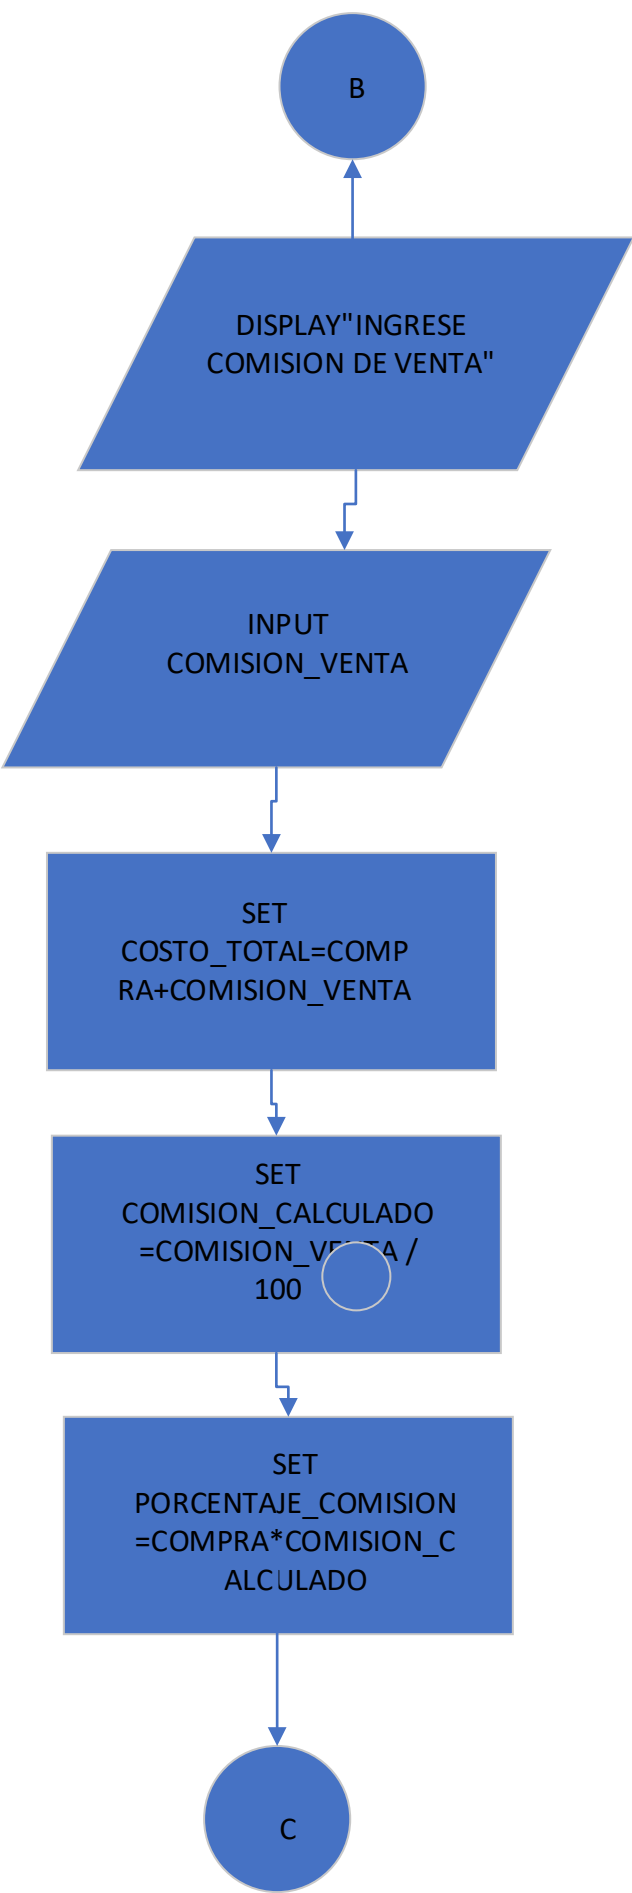 B
DISPLAY"INGRESE
COMISION DE VENTA"
INPUT
COMISION_VENTA
SET
COSTO_TOTAL=COMP
RA+COMISION_VENTA
SET
COMISION_CALCULADO
=COMISION_VENTA /
100
SET
PORCENTAJE_COMISION
=COMPRA*COMISION_C
ALCULADO
C